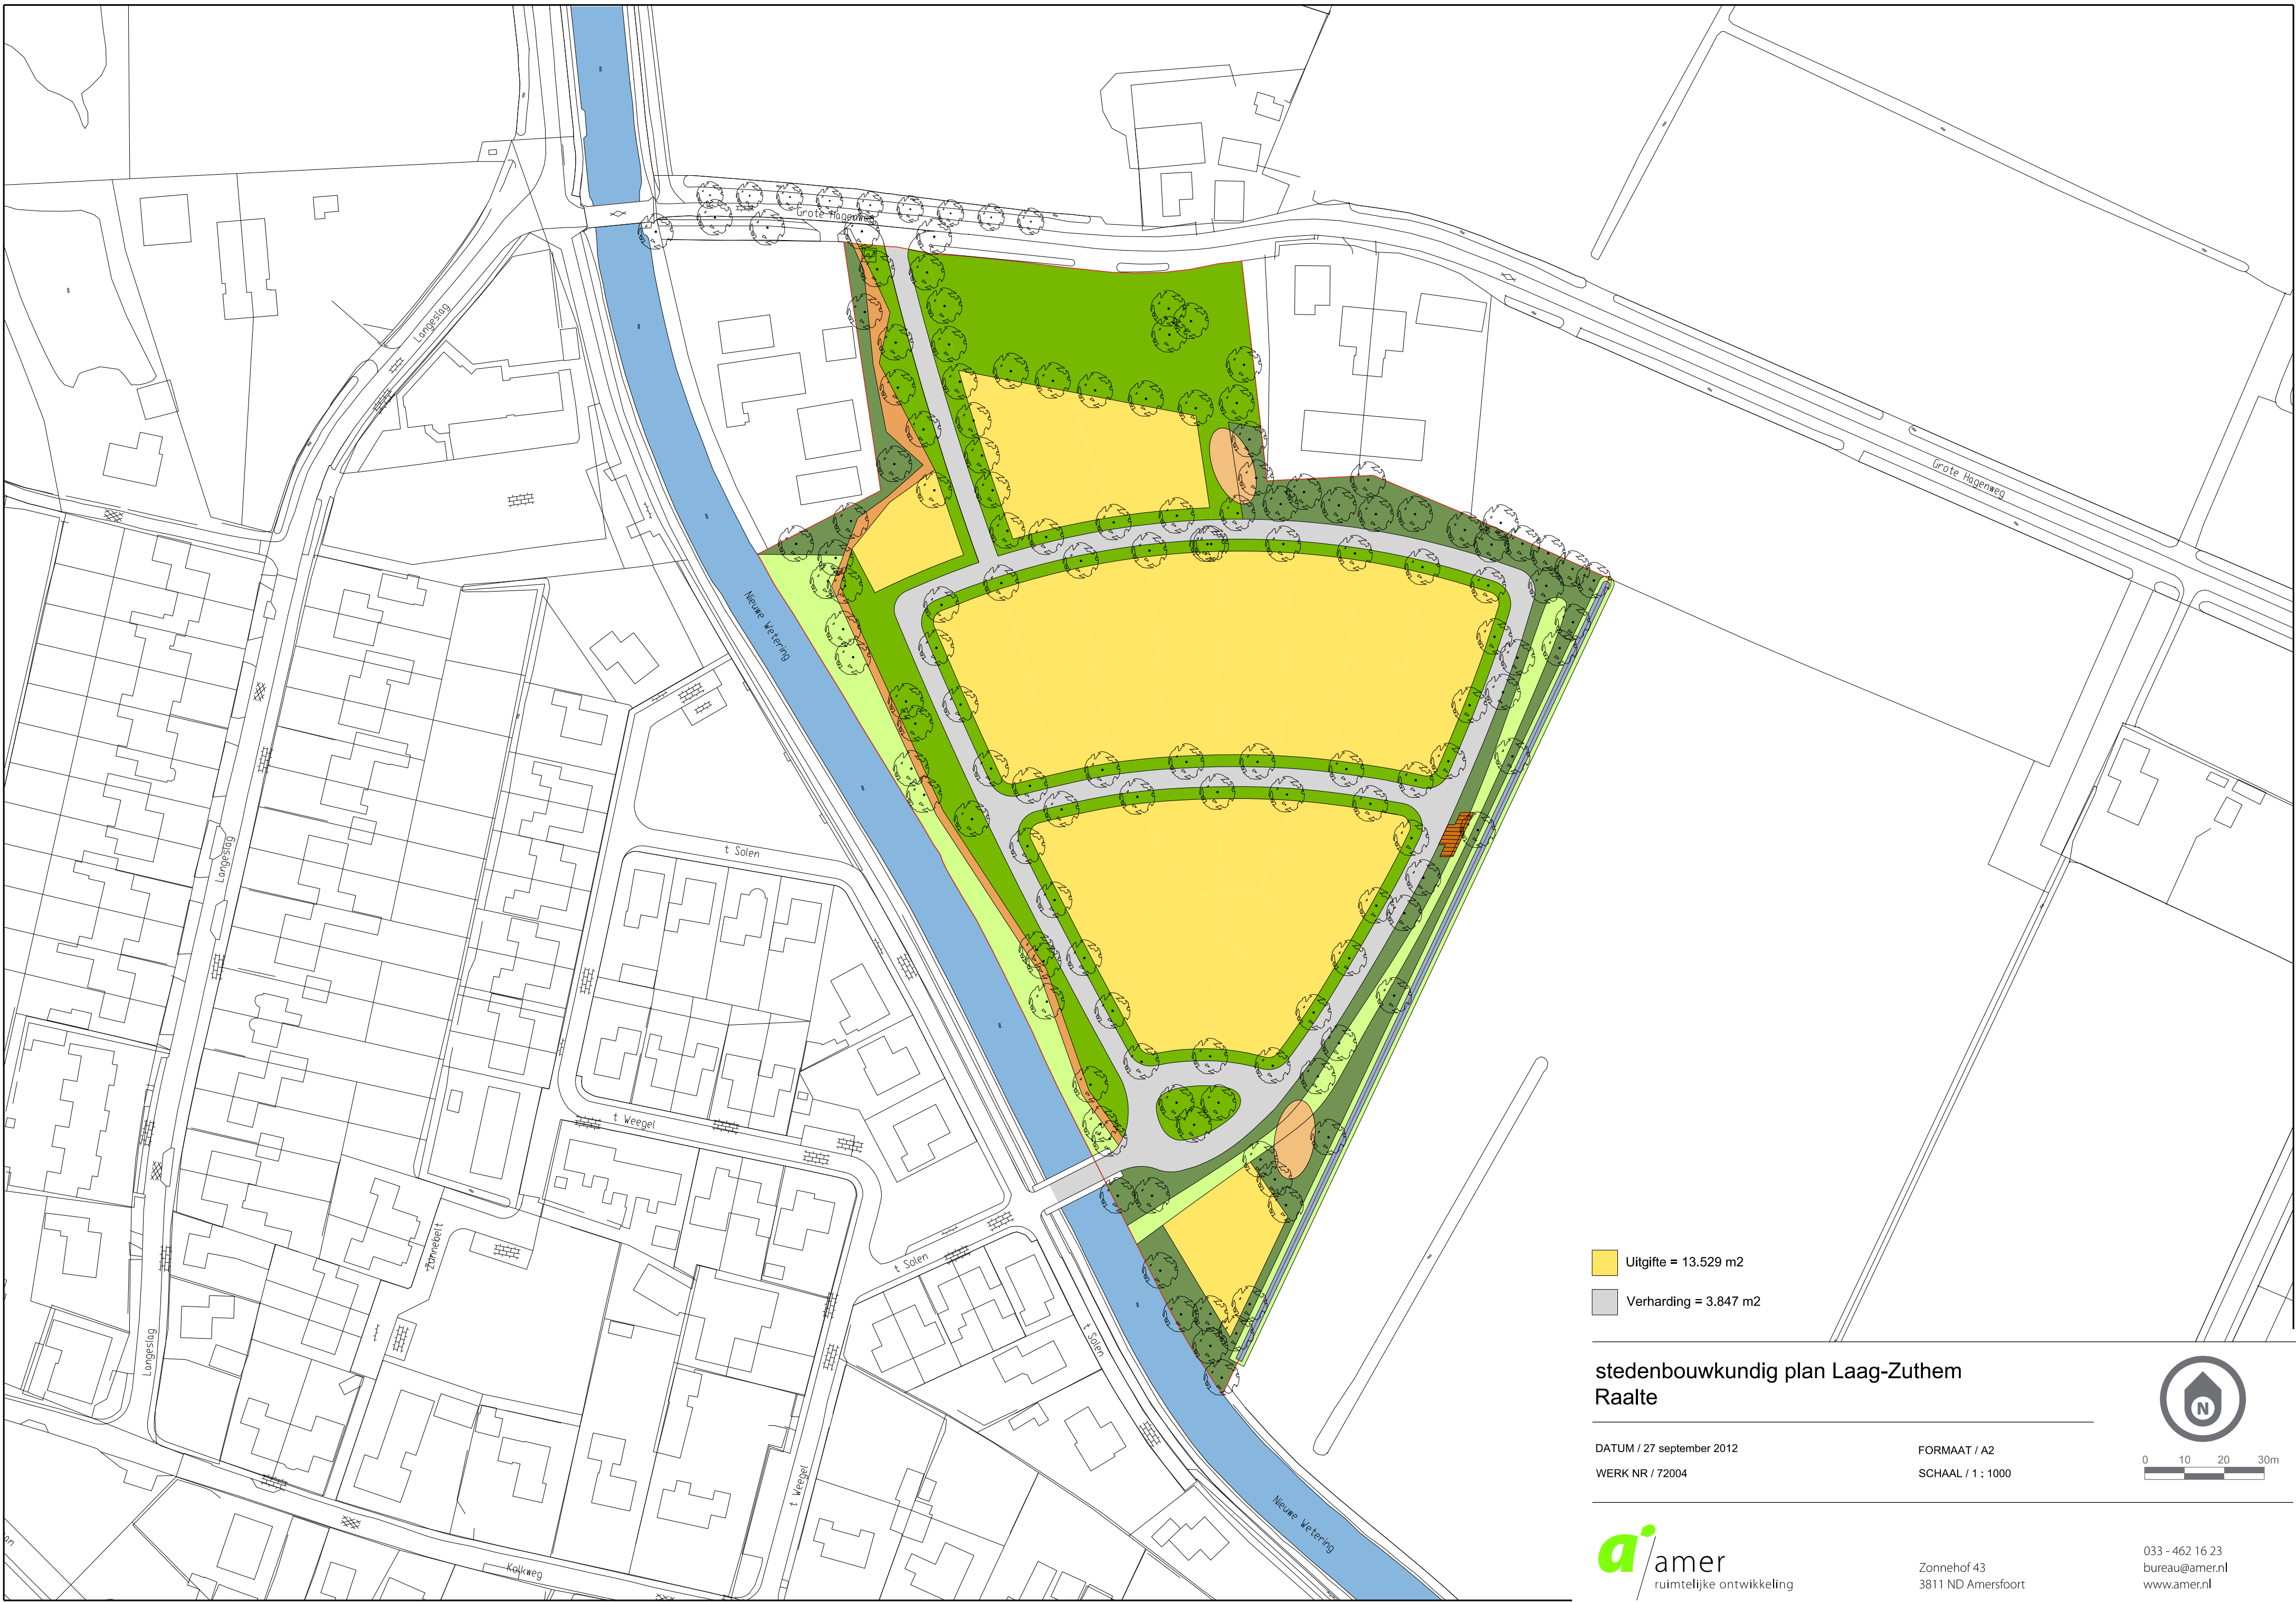 Grote Hagenweg
Langeslag
Grote Hagenweg
Nieuwe Wetering
t Solen
Langeslag
t Weegel
Zonnebelt
t Solen
t Solen
Langeslag
t Weegel
Nieuwe Wetering
Kolkweg
Uitgifte = 13.529 m2
Verharding = 3.847 m2
stedenbouwkundig plan Laag-Zuthem
Raalte
N
DATUM / 27 september 2012
FORMAAT / A2
WERK NR / 72004
SCHAAL / 1 : 1000
0 10 20 30m
a
amer
ruimtelijke ontwikkeling
Zonnehof 43
3811 ND Amersfoort
033 - 462 16 23
bureau@amer.nl
www.amer.nl